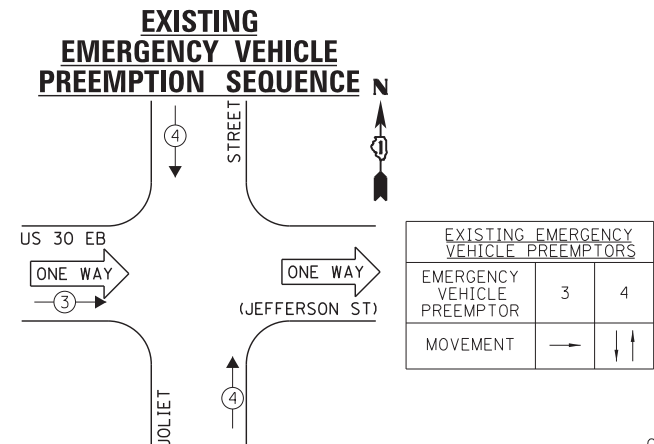 EXISTING
EMERGENCY VEHICLE
PREEMPTION SEQUENCE
N
4
STREET
US 30 EB
ONE WAY
ONE WAY
3
(JEFFERSON ST)
4
JOLIET
EXISTING EMERGENCY
VEHICLE PREEMPTORS
EMERGENCY
VEHICLE
PREEMPTOR
3
4
MOVEMENT